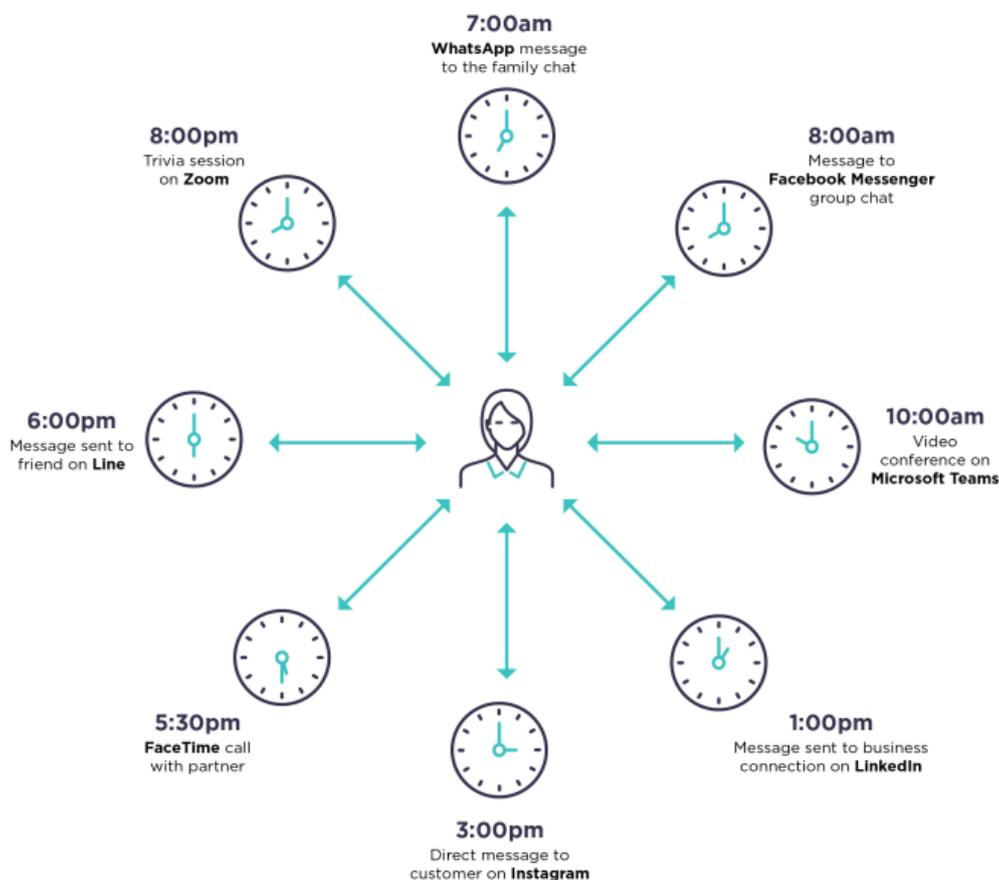 7:00am
WhatsApp message
to the family chat
8:00am
Message to
Facebook Messenger
group chat
10:00am
Video
conference on
Microsoft Teams
1:00pm
Message sent to business
connection on LinkedIn
3:00pm
Direct message to
customer on Instagram
5:30pm
FaceTime call
with partner
6:00pm
Message sent to
friend on Line
8:00pm
Trivia session
on Zoom